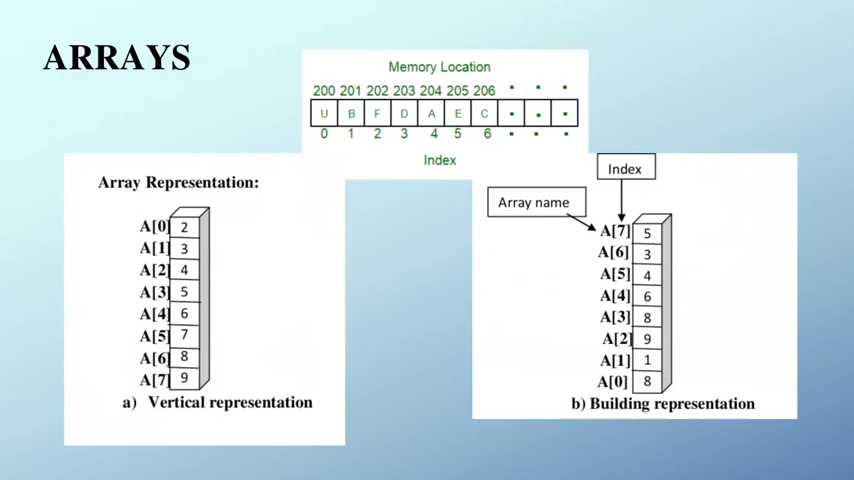 ARRAYS
Memory Location
200 201 202 203 204 205 206 . . .
U B F D A E C . . .
0 1 2 3 4 5 6 . . .
Index
Array Representation:
A[0] 2
A[1] 3
A[2] 4
A[3] 5
A[4] 6
A[5] 7
A[6] 8
A[7] 9
a) Vertical representation
Index
Array name
A[7] 5
A[6] 3
A[5] 4
A[4] 6
A[3] 8
A[2] 9
A[1] 1
A[0] 8
b) Building representation